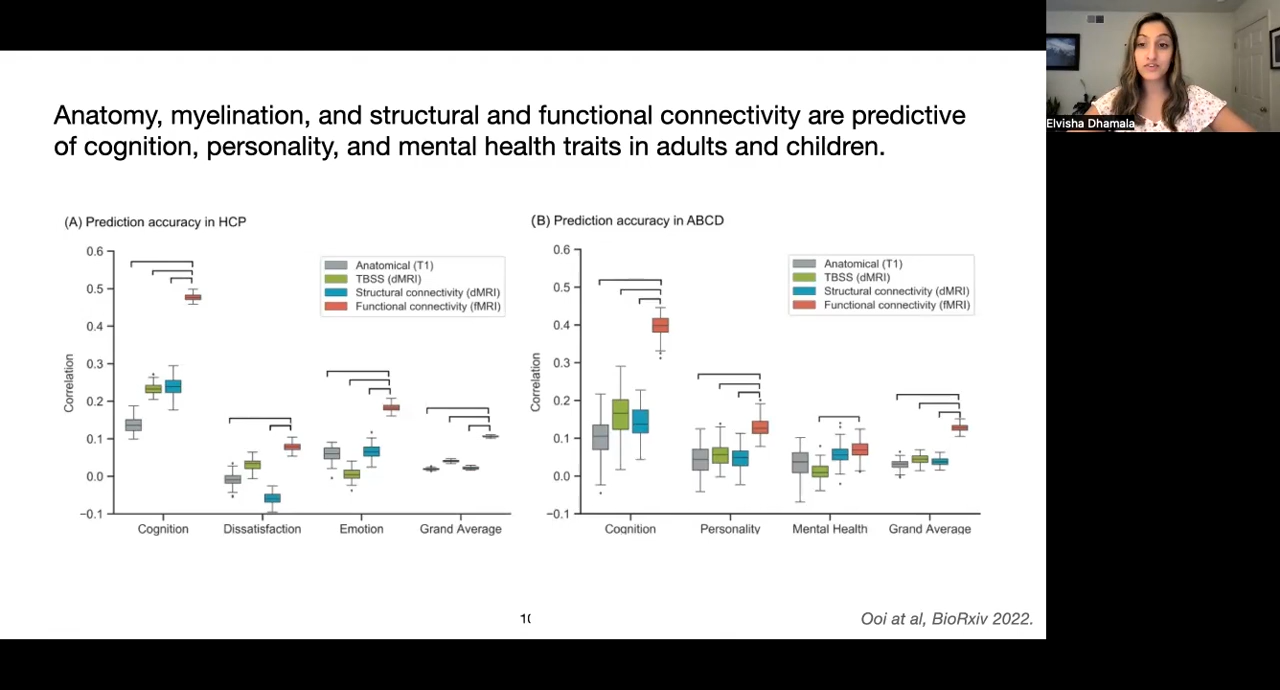 Elvisha Dhamala
Anatomy, myelination, and structural and functional connectivity are predictive
of cognition, personality, and mental health traits in adults and children.
(A) Prediction accuracy in HCP
0.6
0.5
0.4
0.3
0.2
0.1
0.0
−0.1
Correlation
Anatomical (T1)
TBSS (dMRI)
Structural connectivity (dMRI)
Functional connectivity (fMRI)
Cognition
Dissatisfaction
Emotion
Grand Average
(B) Prediction accuracy in ABCD
0.6
0.5
0.4
0.3
0.2
0.1
0.0
−0.1
Correlation
Anatomical (T1)
TBSS (dMRI)
Structural connectivity (dMRI)
Functional connectivity (fMRI)
Cognition
Personality
Mental Health
Grand Average
Ooi at al, BioRxiv 2022.